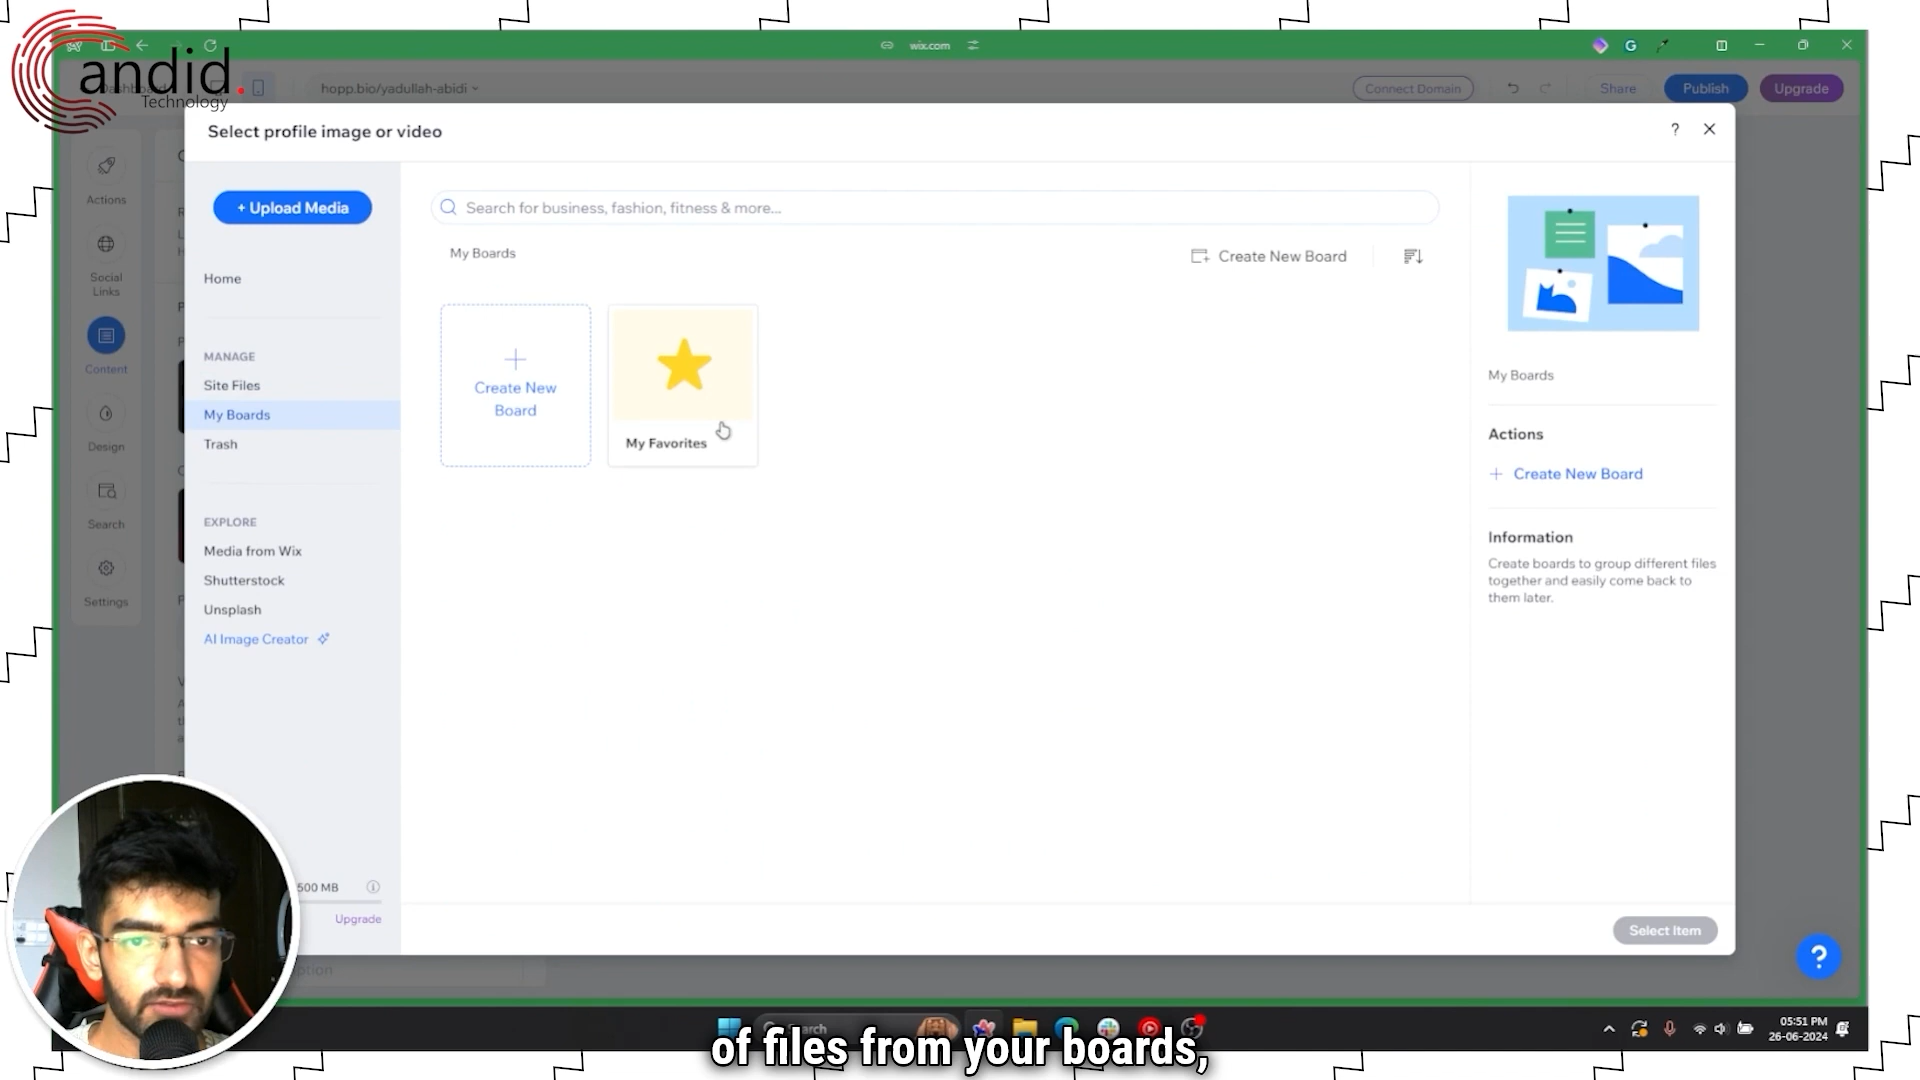 Candid.
Technology
wix.com
G
Dashboard
hopp.bio/yadullah-abidi
Connect Domain
Share
Publish
Upgrade
Select profile image or video
?
+ Upload Media
Search for business, fashion, fitness & more...
My Boards
Create New Board
Home
MANAGE
Site Files
My Boards
Trash
EXPLORE
Media from Wix
Shutterstock
Unsplash
AI Image Creator
500 MB
Upgrade
Create New
Board
My Favorites
My Boards
Actions
+ Create New Board
Information
Create boards to group different files
together and easily come back to
them later.
Select Item
?
Actions
Social
Links
Content
Design
Search
Settings
Search
of files from your boards,
05:51 PM
26-06-2024